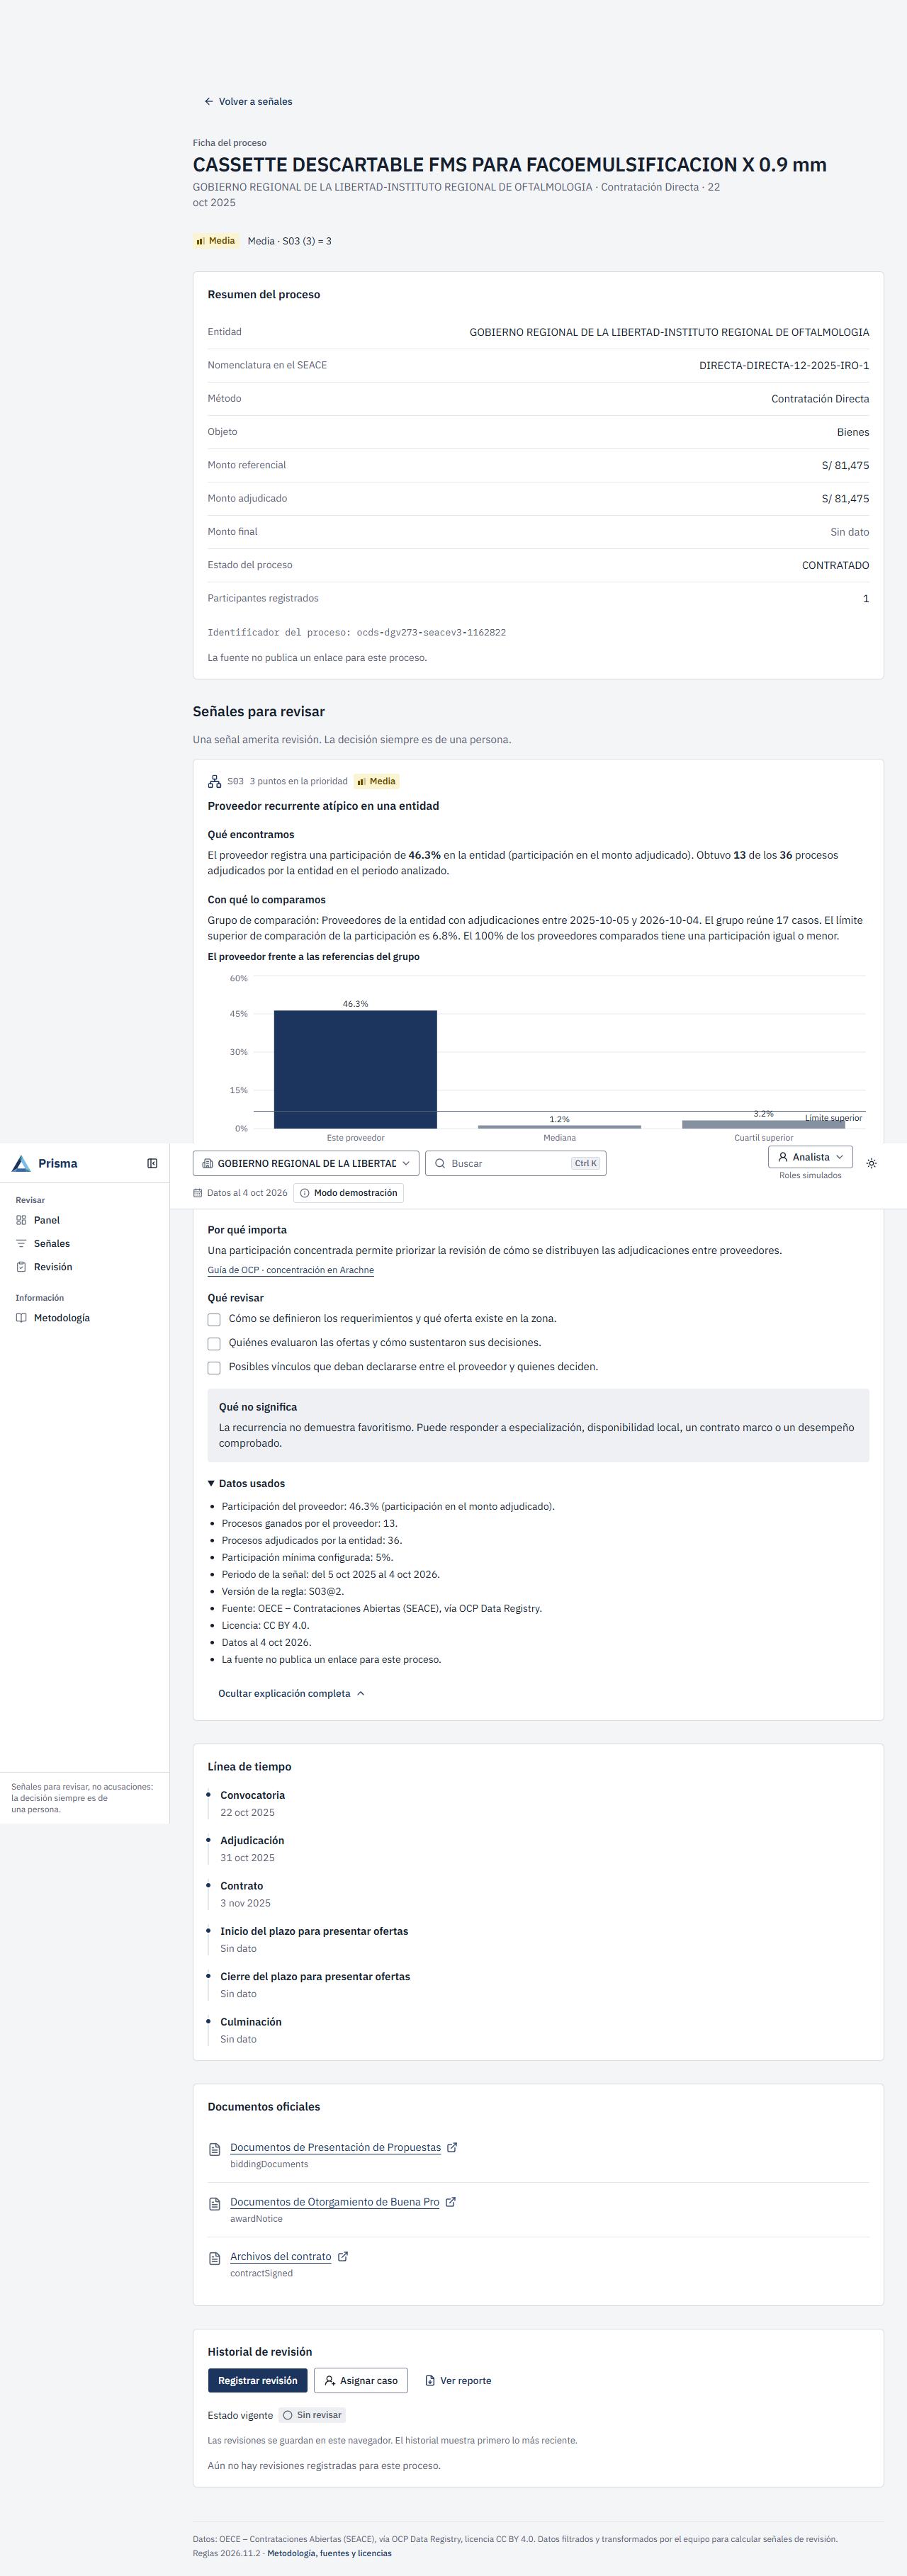 Volver a señales
Ficha del proceso
CASSETTE DESCARTABLE FMS PARA FACOEMULSIFICACION X 0.9 mm
GOBIERNO REGIONAL DE LA LIBERTAD-INSTITUTO REGIONAL DE OFTALMOLOGIA · Contratación Directa · 22
oct 2025
Media Media · S03 (3) = 3
Resumen del proceso
Entidad GOBIERNO REGIONAL DE LA LIBERTAD-INSTITUTO REGIONAL DE OFTALMOLOGIA
Nomenclatura en el SEACE DIRECTA-DIRECTA-12-2025-IRO-1
Método Contratación Directa
Objeto Bienes
Monto referencial S/ 81,475
Monto adjudicado S/ 81,475
Monto final Sin dato
Estado del proceso CONTRATADO
Participantes registrados 1
Identificador del proceso: ocds-dgv273-seacev3-1162822
La fuente no publica un enlace para este proceso.
Señales para revisar
Una señal amerita revisión. La decisión siempre es de una persona.
S03 3 puntos en la prioridad Media
Proveedor recurrente atípico en una entidad
Qué encontramos
El proveedor registra una participación de 46.3% en la entidad (participación en el monto adjudicado). Obtuvo 13 de los 36 procesos
adjudicados por la entidad en el periodo analizado.
Con qué lo comparamos
Grupo de comparación: Proveedores de la entidad con adjudicaciones entre 2025-10-05 y 2026-10-04. El grupo reúne 17 casos. El límite
superior de comparación de la participación es 6.8%. El 100% de los proveedores comparados tiene una participación igual o menor.
El proveedor frente a las referencias del grupo
60%
46.3%
45%
30%
15%
3.2% Límite superior
1.2%
0%
Este proveedor Mediana Cuartil superior
Prisma
GOBIERNO REGIONAL DE LA LIBERTAD
Buscar Ctrl K
Analista
Roles simulados
Datos al 4 oct 2026 Modo demostración
Revisar
Panel
Señales
Revisión
Información
Metodología
Por qué importa
Una participación concentrada permite priorizar la revisión de cómo se distribuyen las adjudicaciones entre proveedores.
Guía de OCP · concentración en Arachne
Qué revisar
Cómo se definieron los requerimientos y qué oferta existe en la zona.
Quiénes evaluaron las ofertas y cómo sustentaron sus decisiones.
Posibles vínculos que deban declararse entre el proveedor y quienes deciden.
Qué no significa
La recurrencia no demuestra favoritismo. Puede responder a especialización, disponibilidad local, un contrato marco o un desempeño
comprobado.
Datos usados
Participación del proveedor: 46.3% (participación en el monto adjudicado).
Procesos ganados por el proveedor: 13.
Procesos adjudicados por la entidad: 36.
Participación mínima configurada: 5%.
Periodo de la señal: del 5 oct 2025 al 4 oct 2026.
Versión de la regla: S03@2.
Fuente: OECE – Contrataciones Abiertas (SEACE), vía OCP Data Registry.
Licencia: CC BY 4.0.
Datos al 4 oct 2026.
La fuente no publica un enlace para este proceso.
Ocultar explicación completa
Señales para revisar, no acusaciones:
la decisión siempre es de
una persona.
Línea de tiempo
Convocatoria
22 oct 2025
Adjudicación
31 oct 2025
Contrato
3 nov 2025
Inicio del plazo para presentar ofertas
Sin dato
Cierre del plazo para presentar ofertas
Sin dato
Culminación
Sin dato
Documentos oficiales
Documentos de Presentación de Propuestas
biddingDocuments
Documentos de Otorgamiento de Buena Pro
awardNotice
Archivos del contrato
contractSigned
Historial de revisión
Registrar revisión Asignar caso Ver reporte
Estado vigente Sin revisar
Las revisiones se guardan en este navegador. El historial muestra primero lo más reciente.
Aún no hay revisiones registradas para este proceso.
Datos: OECE – Contrataciones Abiertas (SEACE), vía OCP Data Registry, licencia CC BY 4.0. Datos filtrados y transformados por el equipo para calcular señales de revisión.
Reglas 2026.11.2 · Metodología, fuentes y licencias